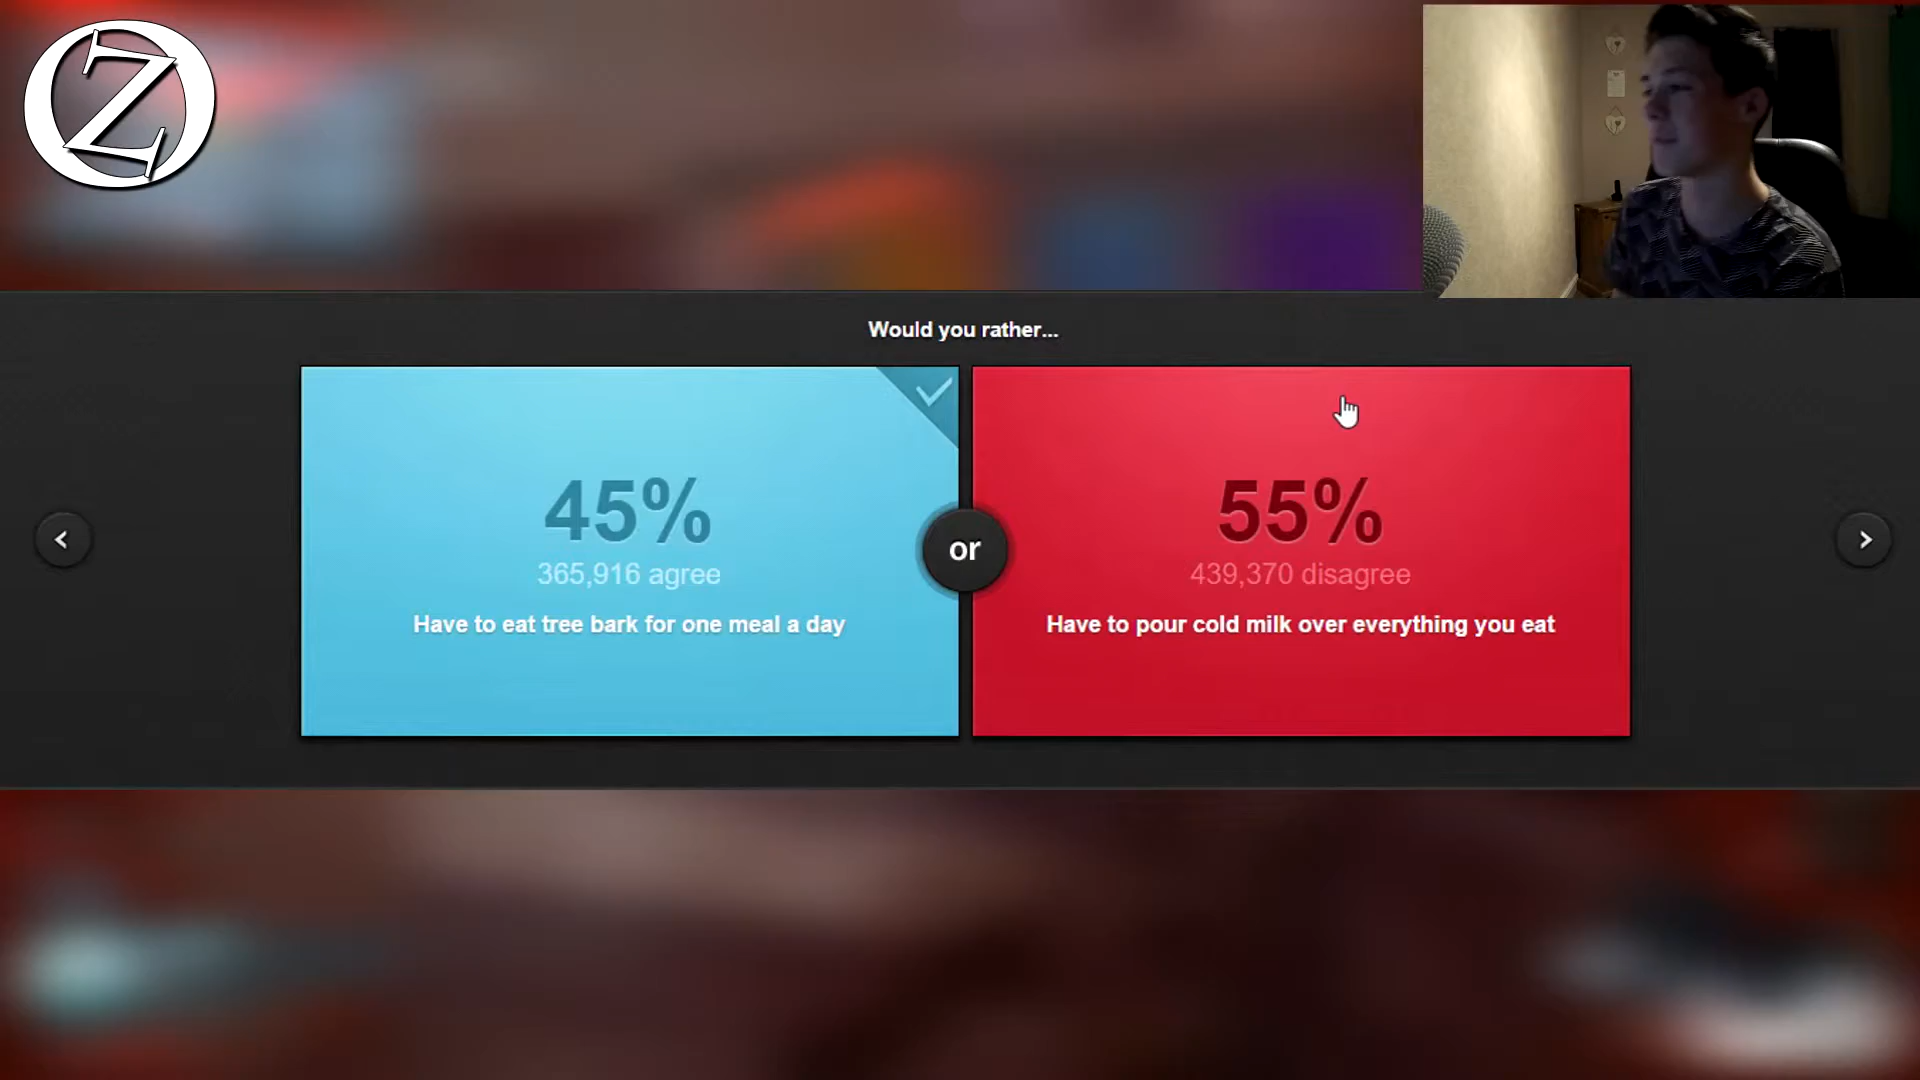 OZ
Would you rather...
45%
365,916 agree
Have to eat tree bark for one meal a day
or
55%
439,370 disagree
Have to pour cold milk over everything you eat